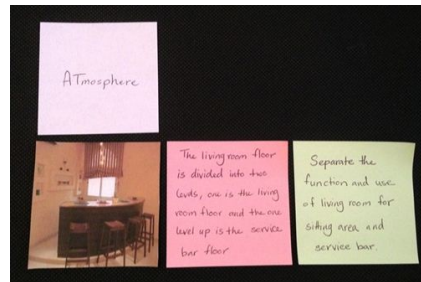 ATmosphere
The living room floor
is divided into two
levels, one is the living
room floor and the one
level up is the service
bar floor
Separate the
function and use
of living room for
sitting area and
service bar.